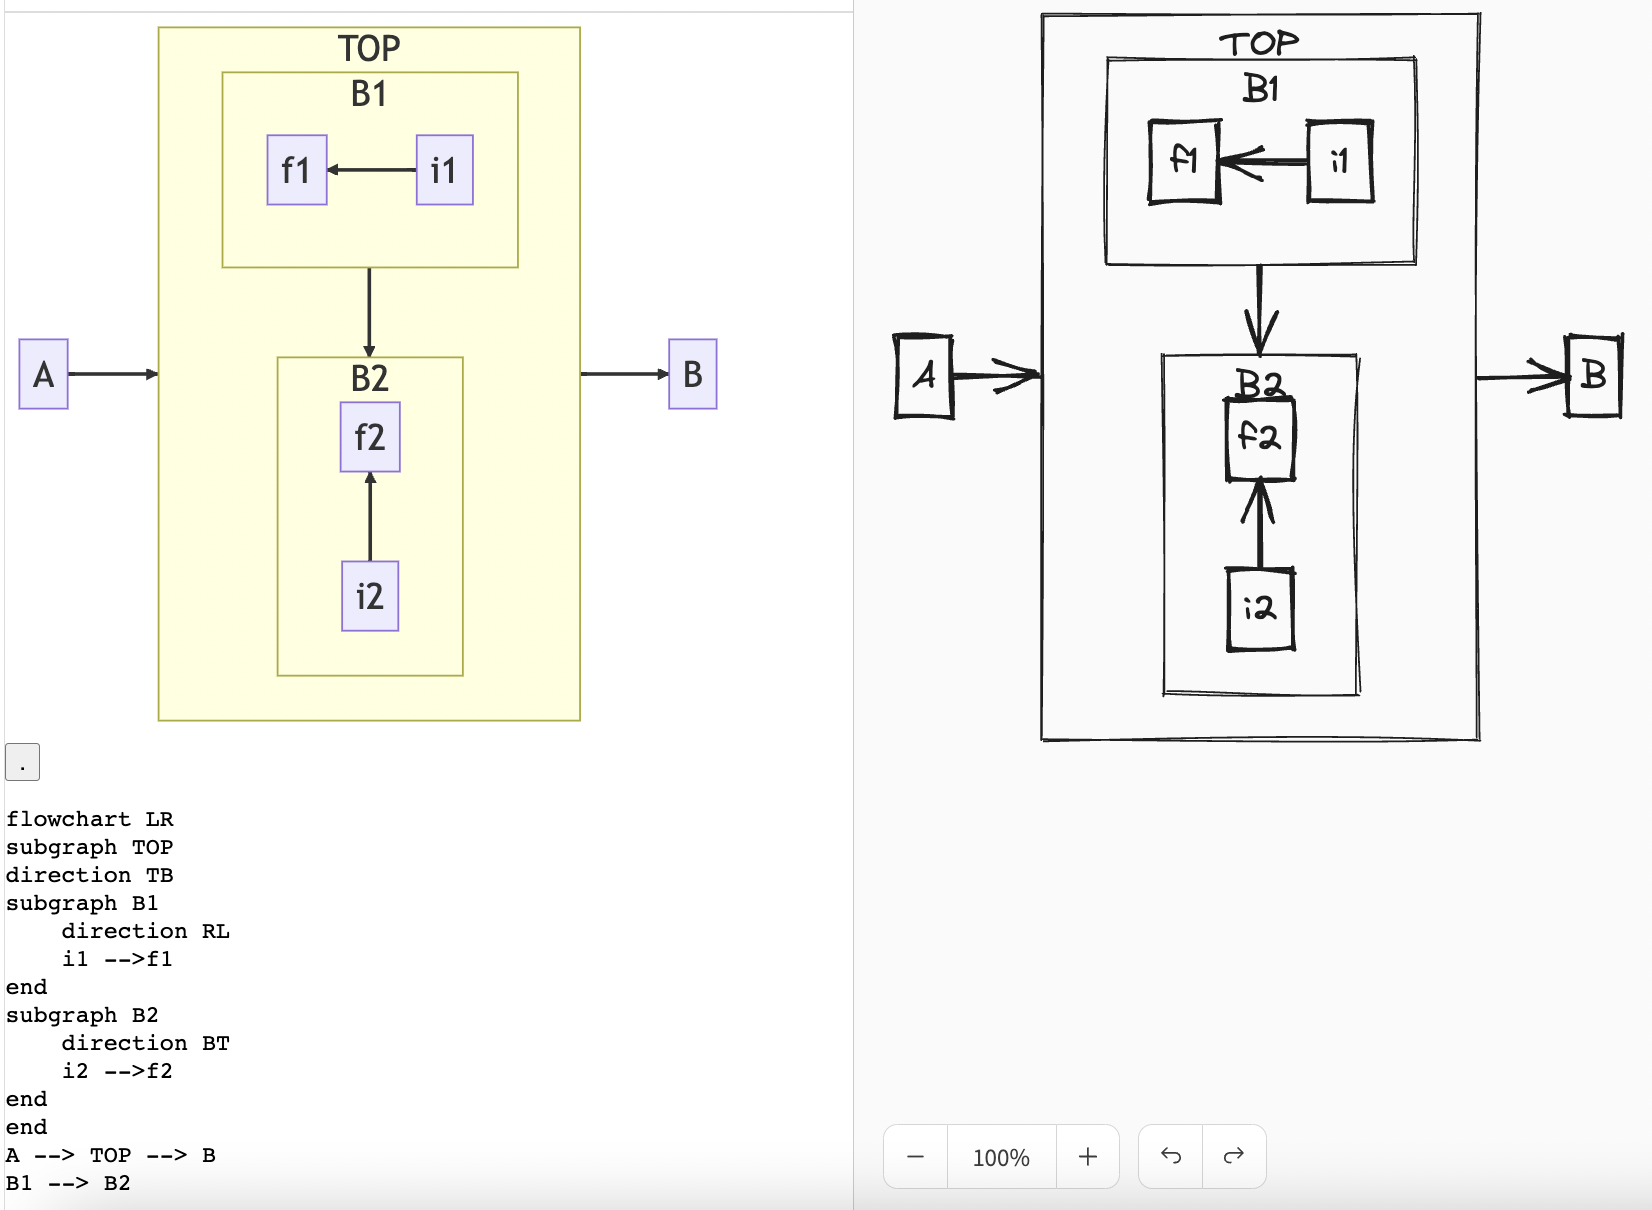 TOP
B1
f1
i1
A
B
B2
f2
i2
.
flowchart LR
subgraph TOP
direction TB
subgraph B1
    direction RL
    i1 -->f1
end
subgraph B2
    direction BT
    i2 -->f2
end
end
A --> TOP --> B
B1 --> B2
TOP
B1
f1
i1
A
B
B2
f2
i2
100%